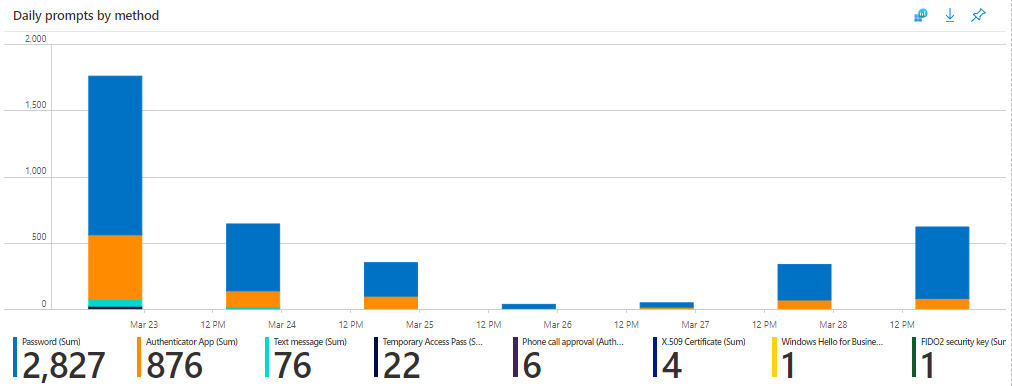 Daily prompts by method
2,000
1,500
1,000
500
0
Mar 23 12 PM Mar 24 12 PM Mar 25 12 PM Mar 26 12 PM Mar 27 12 PM Mar 28 12 PM
Password (Sum) Authenticator App (Sum) Text message (Sum) Temporary Access Pass (S... Phone call approval (Auth... X.509 Certificate (Sum) Windows Hello for Busine... FIDO2 security key (Sum
2,827 876 76 22 6 4 1 1